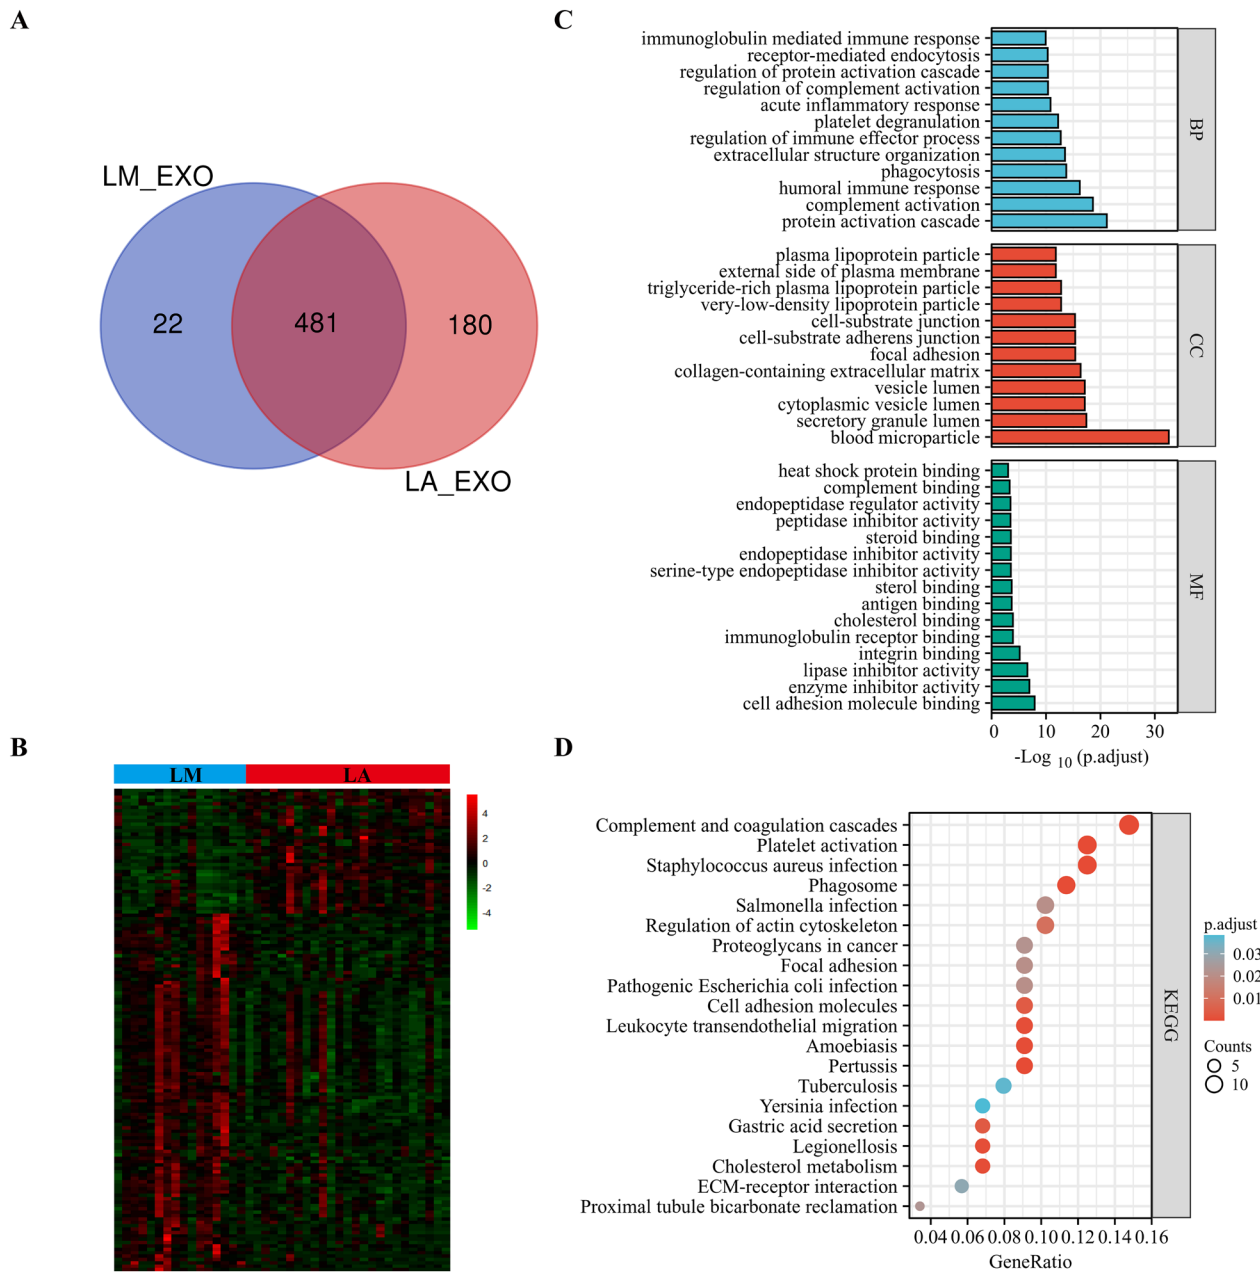 A
LM_EXO
22
481
180
LA_EXO
B
LM
LA
4
2
0
-2
-4
C
immunoglobulin mediated immune response
receptor-mediated endocytosis
regulation of protein activation cascade
regulation of complement activation
acute inflammatory response
platelet degranulation
regulation of immune effector process
extracellular structure organization
phagocytosis
humoral immune response
complement activation
protein activation cascade
BP
plasma lipoprotein particle
external side of plasma membrane
triglyceride-rich plasma lipoprotein particle
very-low-density lipoprotein particle
cell-substrate junction
cell-substrate adherens junction
focal adhesion
collagen-containing extracellular matrix
vesicle lumen
cytoplasmic vesicle lumen
secretory granule lumen
blood microparticle
CC
heat shock protein binding
complement binding
endopeptidase regulator activity
peptidase inhibitor activity
steroid binding
endopeptidase inhibitor activity
serine-type endopeptidase inhibitor activity
sterol binding
antigen binding
cholesterol binding
immunoglobulin receptor binding
integrin binding
lipase inhibitor activity
enzyme inhibitor activity
cell adhesion molecule binding
MF
0 10 20 30
-Log 10 (p.adjust)
D
Complement and coagulation cascades
Platelet activation
Staphylococcus aureus infection
Phagosome
Salmonella infection
Regulation of actin cytoskeleton
Proteoglycans in cancer
Focal adhesion
Pathogenic Escherichia coli infection
Cell adhesion molecules
Leukocyte transendothelial migration
Amoebiasis
Pertussis
Tuberculosis
Yersinia infection
Gastric acid secretion
Legionellosis
Cholesterol metabolism
ECM-receptor interaction
Proximal tubule bicarbonate reclamation
KEGG
0.04 0.06 0.08 0.10 0.12 0.14 0.16
GeneRatio
p.adjust
0.03
0.02
0.01
Counts
5
10